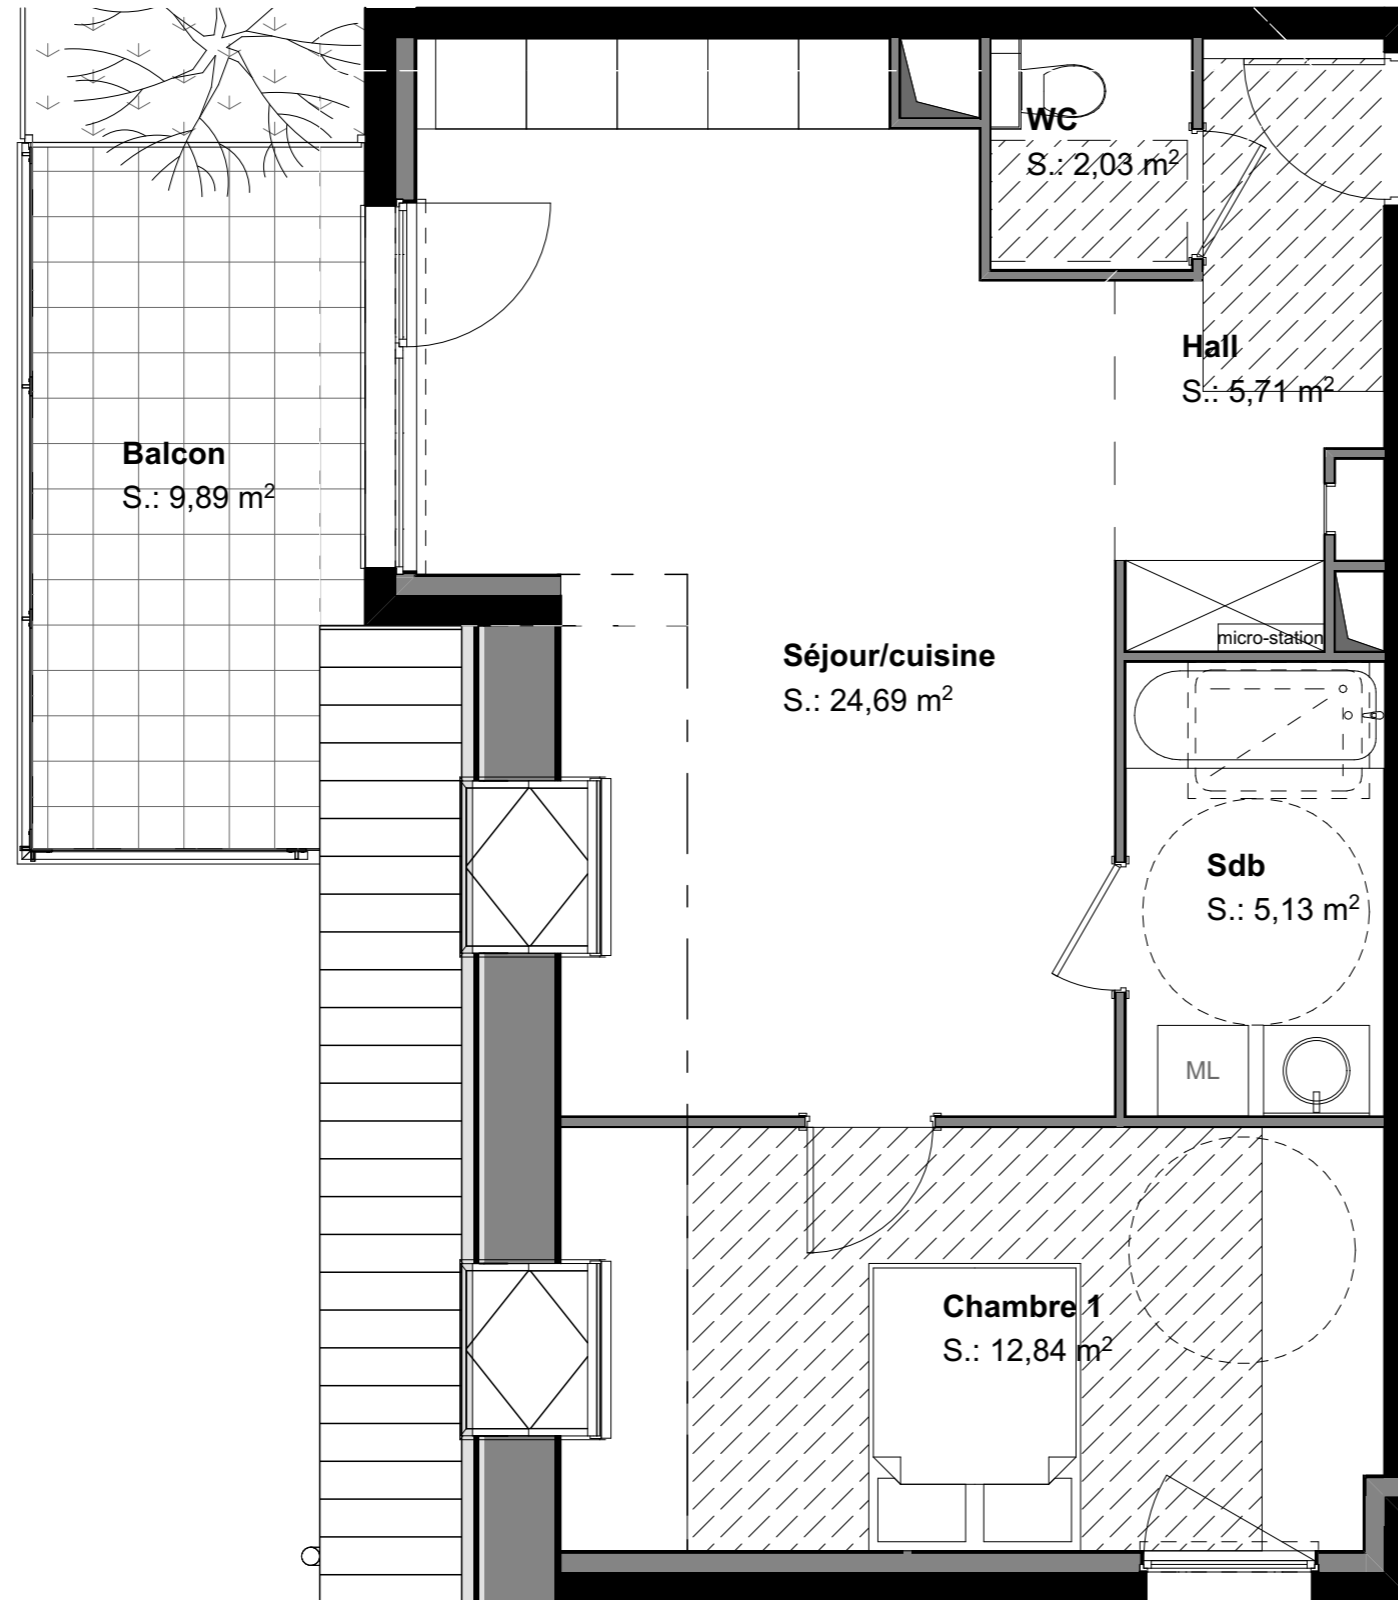 WC
S.: 2,03 m²
Hall
S.: 5,71 m²
Balcon
S.: 9,89 m²
micro-station
Séjour/cuisine
S.: 24,69 m²
Sdb
S.: 5,13 m²
ML
Chambre 1
S.: 12,84 m²